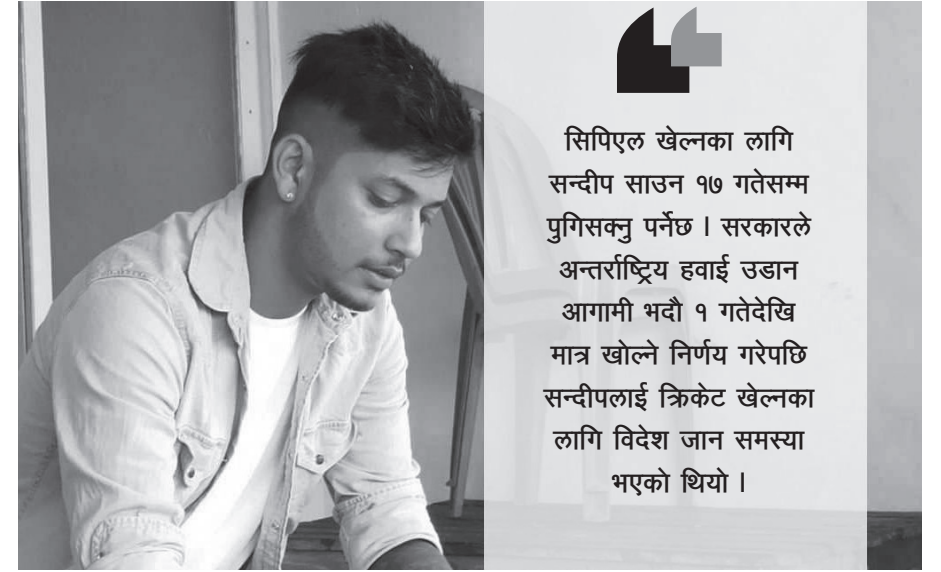 सिपिएल खेल्नका लागि
सन्दीप साउन १७ गतेसम्म
पुगिसक्नु पर्नेछ । सरकारले
अन्तर्राष्ट्रिय हवाई उडान
आगामी भदौ १ गतेदेखि
मात्र खोल्ने निर्णय गरेपछि
सन्दीपलाई क्रिकेट खेल्नका
लागि विदेश जान समस्या
भएको थियो ।